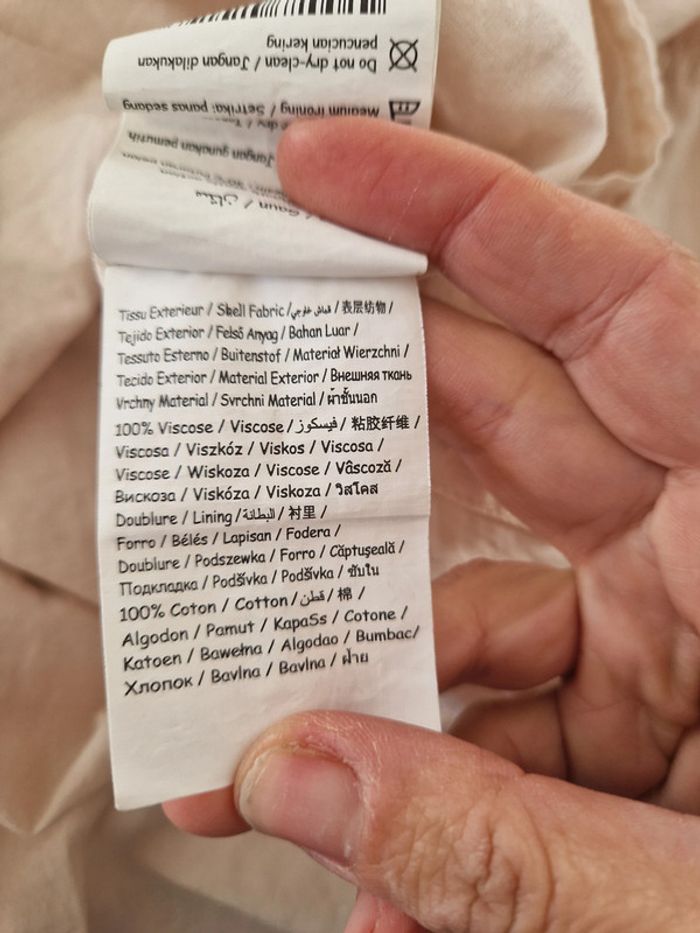 Do not dry-clean / Jangan dilakukan
pencucian kering
Medium ironing / Setrika: panas sedang
Jangan gunakan pemutih
Tissu Exterieur / Shell Fabric / قماش خارجي / 表层纺物 /
Tejido Exterior / Felső Anyag / Bahan Luar /
Tessuto Esterno / Buitenstof / Materiał Wierzchni /
Tecido Exterior / Material Exterior / Внешняя ткань
Vrchny Material / Svrchni Material / ผ้าชั้นนอก
100% Viscose / Viscose / فيسكوز / 粘胶纤维 /
Viscosa / Viszkóz / Viskos / Viscosa /
Viscose / Wiskoza / Viscose / Vâscoză /
Вискоза / Viskóza / Viskoza / วิสโคส
Doublure / Lining / البطانة / 衬里 /
Forro / Bélés / Lapisan / Fodera /
Doublure / Podszewka / Forro / Căptuşeală /
Подкладка / Podšívka / Podšívka / ซับใน
100% Coton / Cotton / قطن / 棉 /
Algodon / Pamut / KapaSs / Cotone /
Katoen / Bawełna / Algodao / Bumbac/
Хлопок / Bavlna / Bavlna / ฝ้าย